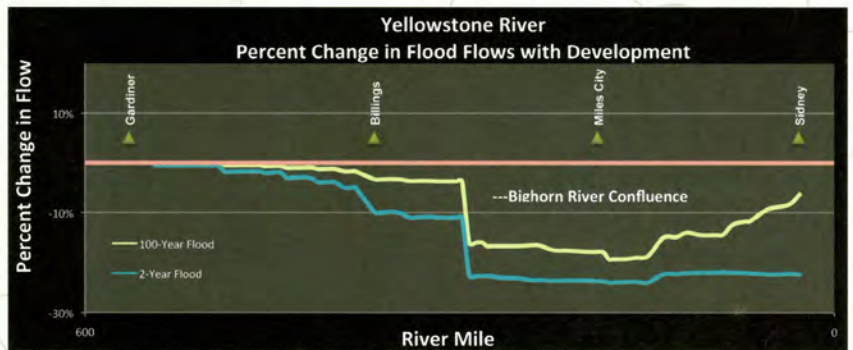 Yellowstone River
Percent Change in Flood Flows with Development
Percent Change in Flow
10%
-10%
-30%
Gardiner
Billings
Miles City
Sidney
---Bighorn River Confluence
100-Year Flood
2-Year Flood
600
River Mile
0